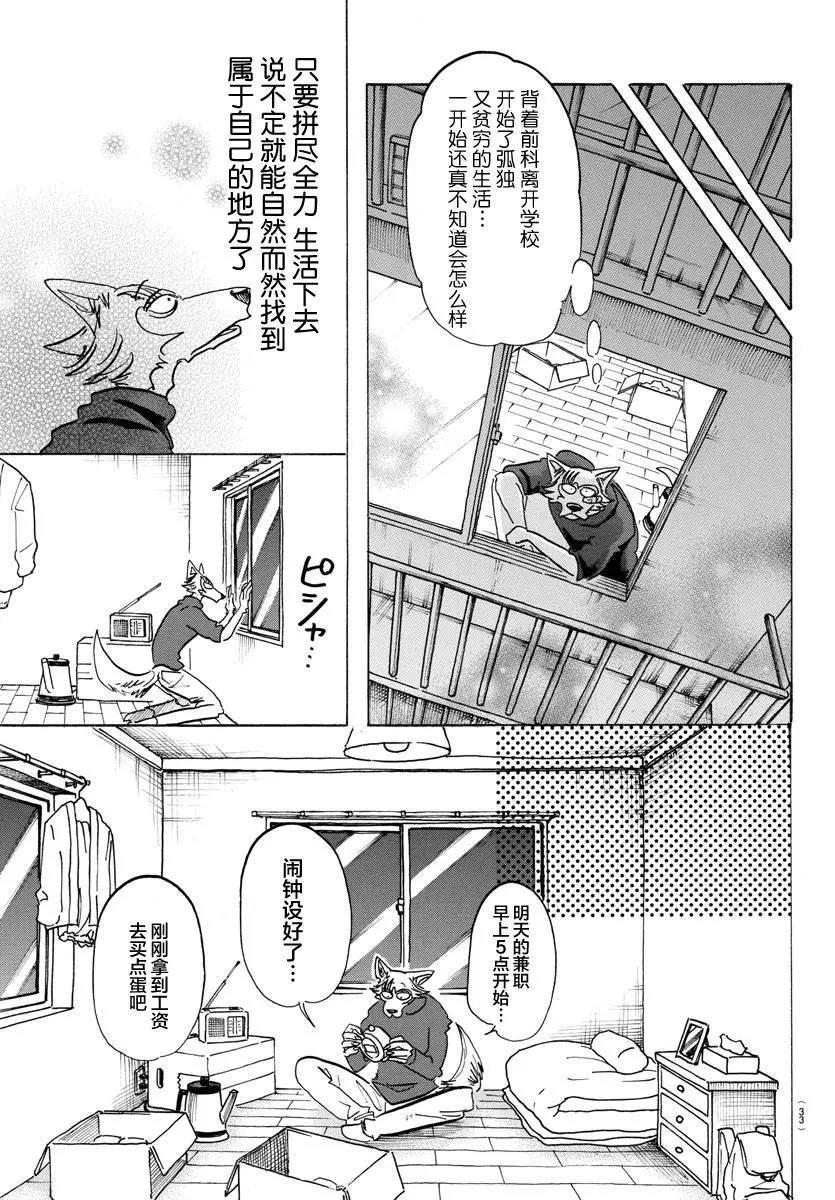 背着前科离开学校
开始了孤独
又贫穷的生活…
一开始还真不知道会怎么样
只要拼尽全力 生活下去
说不定就能自然而然找到
属于自己的地方了
ピシャ…
明天的兼职
早上5点开始…
闹钟设好了…
刚刚拿到工资
去买点蛋吧
(33)